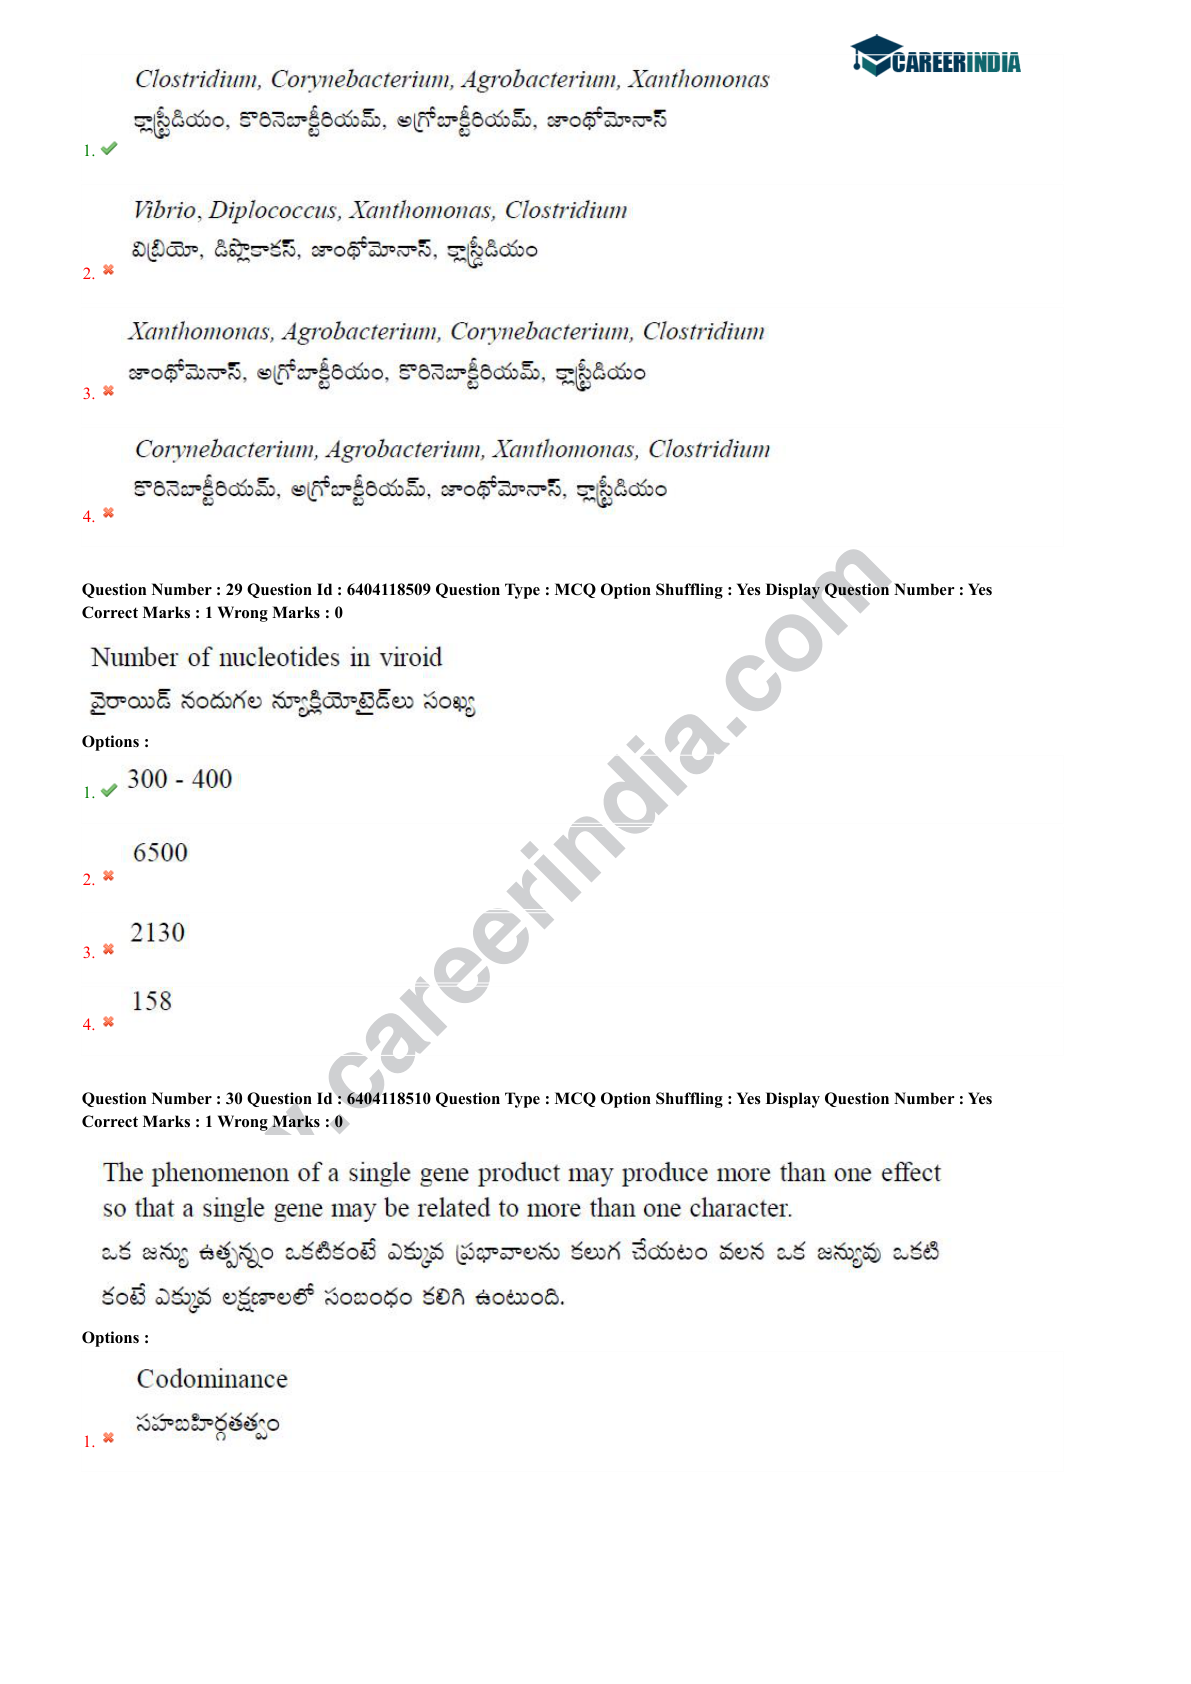 CAREERINDIA
Clostridium, Corynebacterium, Agrobacterium, Xanthomonas
క్లాస్ట్రీడియం, కొరినెబాక్టీరియమ్, అగ్రోబాక్టీరియమ్, జాంథోమోనాస్
1.
Vibrio, Diplococcus, Xanthomonas, Clostridium
విబ్రియో, డిప్లొకాకస్, జాంథోమోనాస్, క్లాస్ట్రీడియం
2.
Xanthomonas, Agrobacterium, Corynebacterium, Clostridium
జాంథోమెనాస్, అగ్రోబాక్టీరియం, కొరినెబాక్టీరియమ్, క్లాస్ట్రీడియం
3.
Corynebacterium, Agrobacterium, Xanthomonas, Clostridium
కొరినెబాక్టీరియమ్, అగ్రోబాక్టీరియమ్, జాంథోమోనాస్, క్లాస్ట్రీడియం
4.
Question Number : 29 Question Id : 6404118509 Question Type : MCQ Option Shuffling : Yes Display Question Number : Yes
Correct Marks : 1 Wrong Marks : 0
Number of nucleotides in viroid
వైరాయిడ్ నందుగల న్యూక్లియోటైడ్‌లు సంఖ్య
Options :
1. 300 - 400
2. 6500
3. 2130
4. 158
Question Number : 30 Question Id : 6404118510 Question Type : MCQ Option Shuffling : Yes Display Question Number : Yes
Correct Marks : 1 Wrong Marks : 0
The phenomenon of a single gene product may produce more than one effect
so that a single gene may be related to more than one character.
ఒక జన్యు ఉత్పన్నం ఒకటికంటే ఎక్కువ ప్రభావాలను కలుగ చేయటం వలన ఒక జన్యువు ఒకటి
కంటే ఎక్కువ లక్షణాలలో సంబంధం కలిగి ఉంటుంది.
Options :
Codominance
సహబహిర్గతత్వం
1.
.careerindia.com